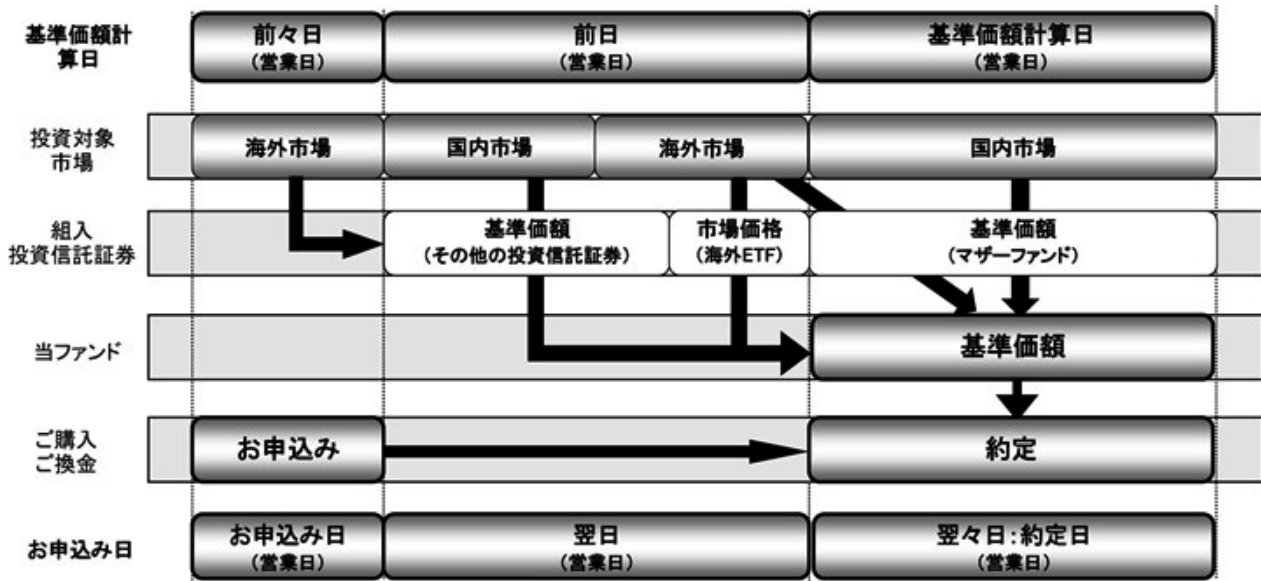 基準価額計
算日
前々日
(営業日)
前日
(営業日)
基準価額計算日
(営業日)
投資対象
市場
海外市場
国内市場
海外市場
国内市場
組入
投資信託証券
基準価額
(その他の投資信託証券)
市場価格
(海外ETF)
基準価額
(マザーファンド)
当ファンド
基準価額
ご購入
ご換金
お申込み
約定
お申込み日
お申込み日
(営業日)
翌日
(営業日)
翌々日:約定日
(営業日)